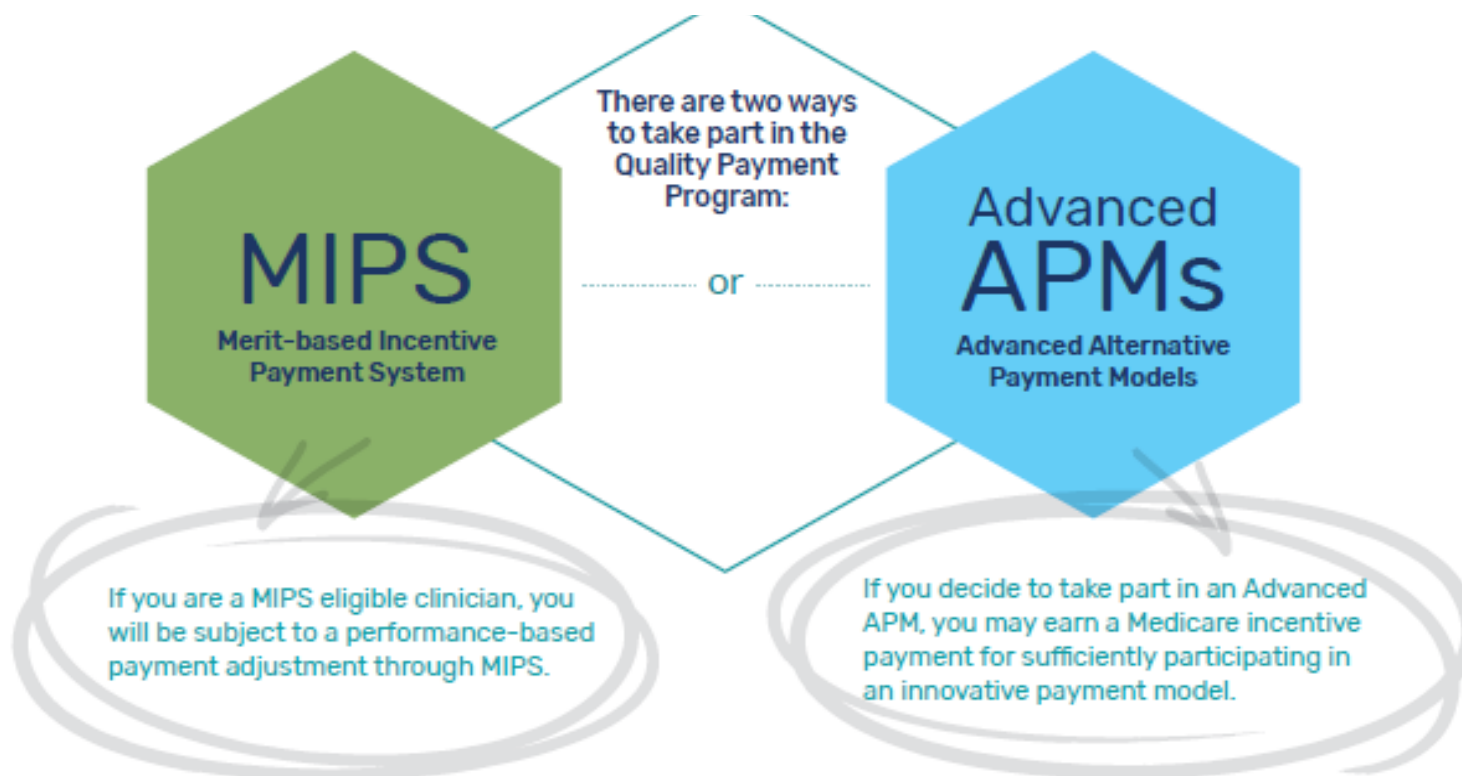 There are two ways
to take part in the
Quality Payment
Program:
MIPS
Merit-based Incentive
Payment System
or
Advanced
APMs
Advanced Alternative
Payment Models
If you are a MIPS eligible clinician, you
will be subject to a performance-based
payment adjustment through MIPS.
If you decide to take part in an Advanced
APM, you may earn a Medicare incentive
payment for sufficiently participating in
an innovative payment model.